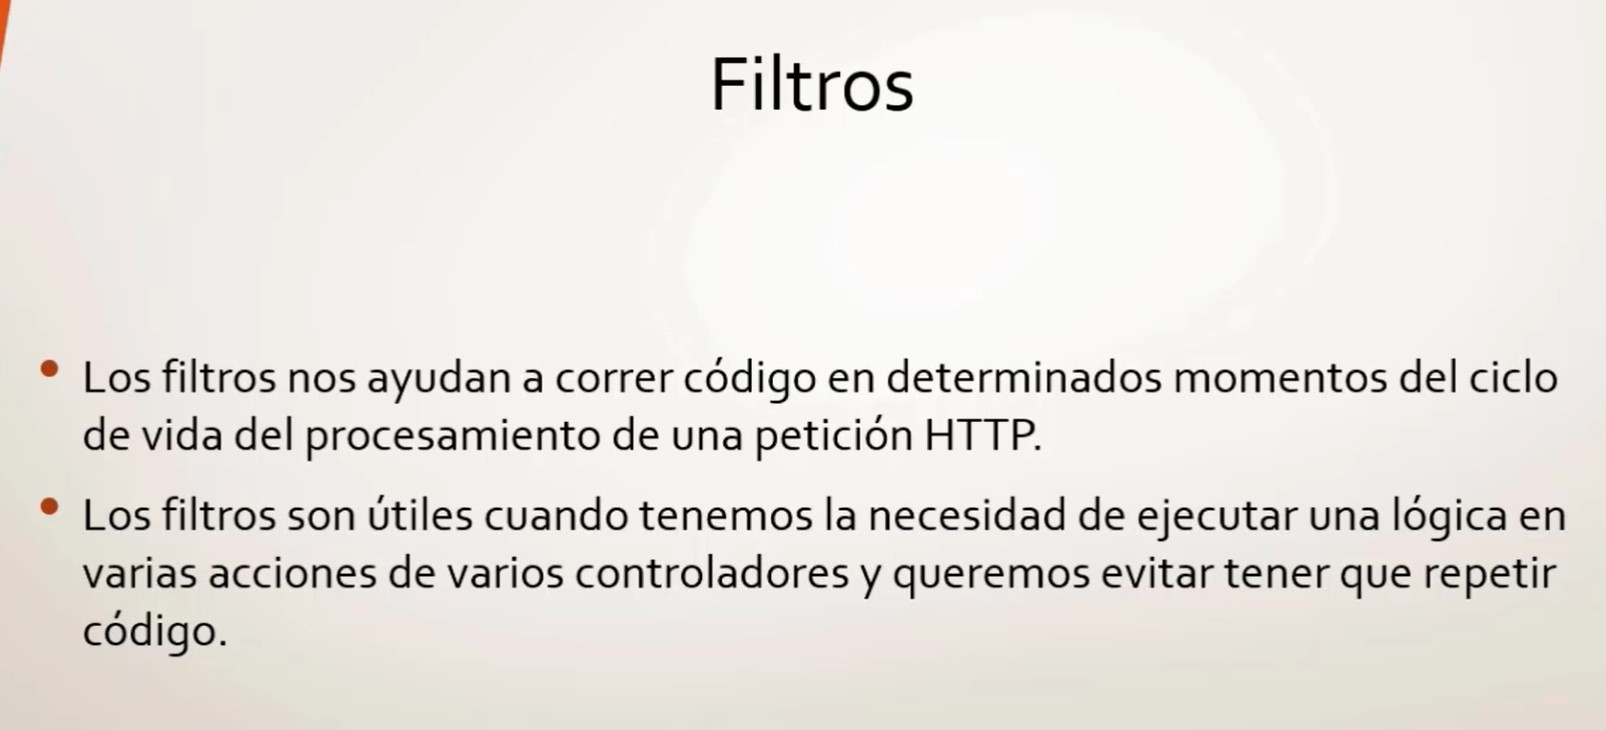 Filtros
• Los filtros nos ayudan a correr código en determinados momentos del ciclo
de vida del procesamiento de una petición HTTP.
• Los filtros son útiles cuando tenemos la necesidad de ejecutar una lógica en
varias acciones de varios controladores y queremos evitar tener que repetir
código.